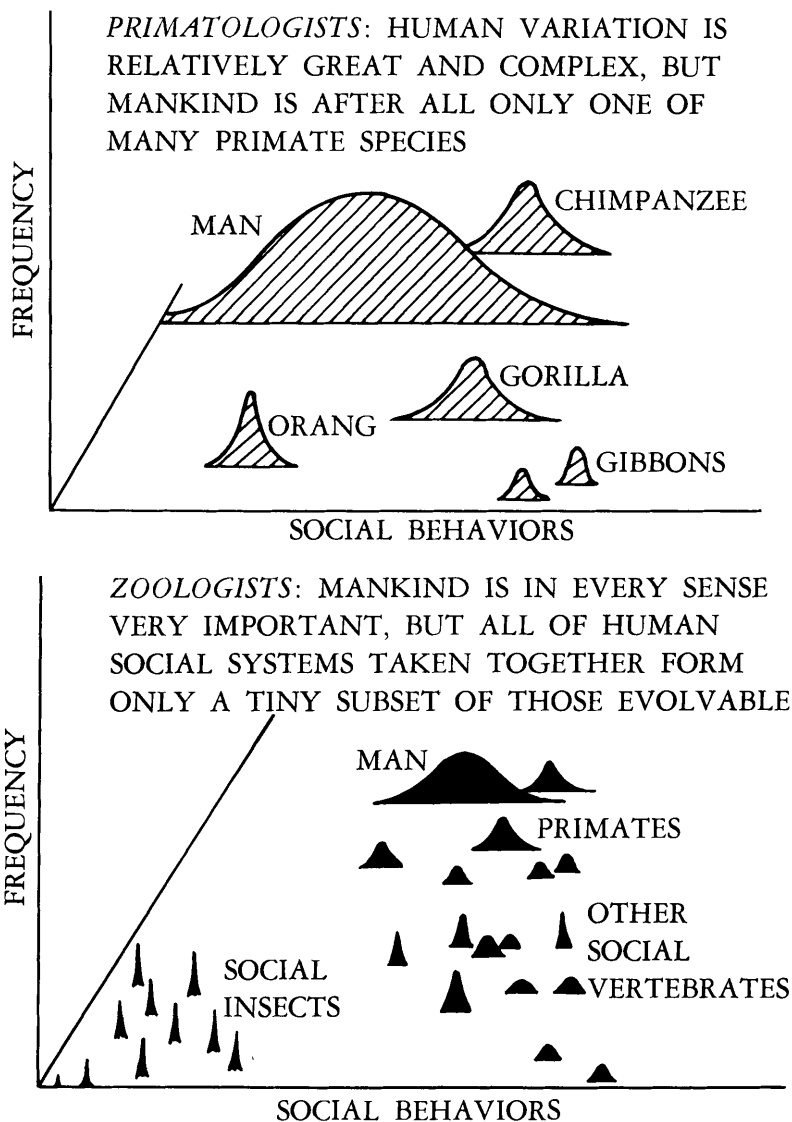 PRIMATOLOGISTS: HUMAN VARIATION IS
RELATIVELY GREAT AND COMPLEX, BUT
MANKIND IS AFTER ALL ONLY ONE OF
MANY PRIMATE SPECIES
FREQUENCY
MAN
CHIMPANZEE
GORILLA
ORANG
GIBBONS
SOCIAL BEHAVIORS
ZOOLOGISTS: MANKIND IS IN EVERY SENSE
VERY IMPORTANT, BUT ALL OF HUMAN
SOCIAL SYSTEMS TAKEN TOGETHER FORM
ONLY A TINY SUBSET OF THOSE EVOLVABLE
FREQUENCY
MAN
PRIMATES
OTHER
SOCIAL
VERTEBRATES
SOCIAL
INSECTS
SOCIAL BEHAVIORS